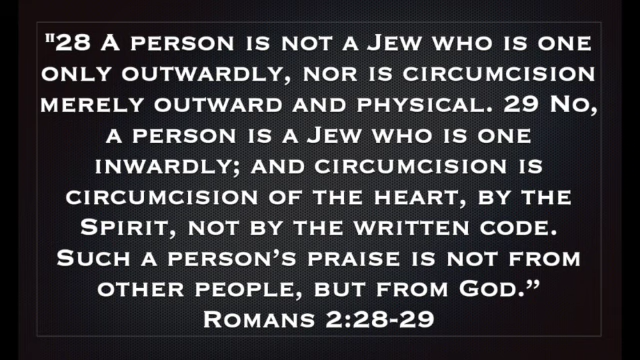 "28 A PERSON IS NOT A JEW WHO IS ONE
ONLY OUTWARDLY, NOR IS CIRCUMCISION
MERELY OUTWARD AND PHYSICAL. 29 NO,
A PERSON IS A JEW WHO IS ONE
INWARDLY; AND CIRCUMCISION IS
CIRCUMCISION OF THE HEART, BY THE
SPIRIT, NOT BY THE WRITTEN CODE.
SUCH A PERSON’S PRAISE IS NOT FROM
OTHER PEOPLE, BUT FROM GOD.”
ROMANS 2:28-29